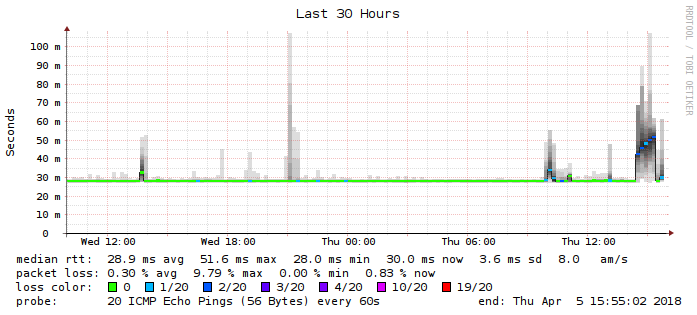 Last 30 Hours
RRDTOOL / TOBI OETIKER
Seconds
100 m
90 m
80 m
70 m
60 m
50 m
40 m
30 m
20 m
10 m
0
Wed 12:00 Wed 18:00 Thu 00:00 Thu 06:00 Thu 12:00
median rtt: 28.9 ms avg 51.6 ms max 28.0 ms min 30.0 ms now 3.6 ms sd 8.0 am/s
packet loss: 0.30 % avg 9.79 % max 0.00 % min 0.83 % now
loss color: 0 1/20 2/20 3/20 4/20 10/20 19/20
probe: 20 ICMP Echo Pings (56 Bytes) every 60s end: Thu Apr 5 15:55:02 2018